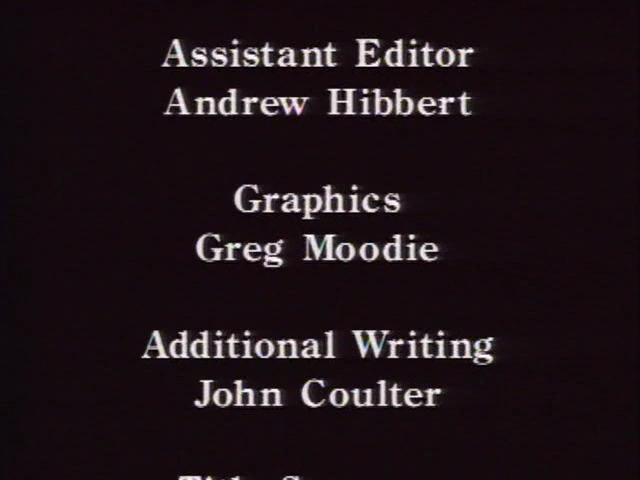 Assistant Editor
Andrew Hibbert
Graphics
Greg Moodie
Additional Writing
John Coulter